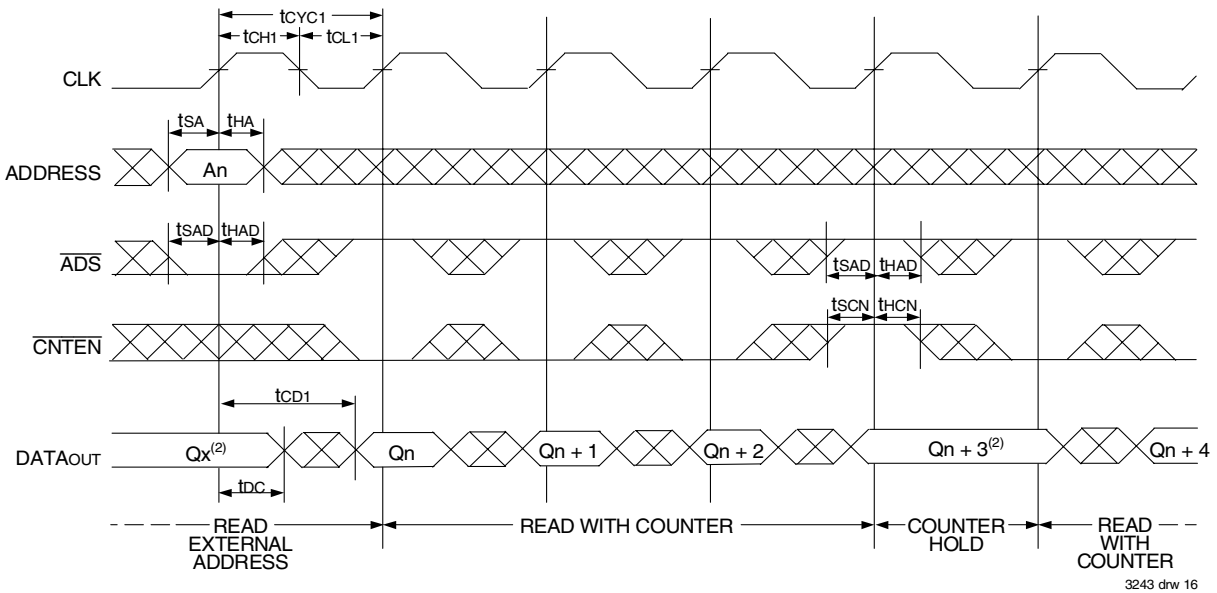 tCYC1
tCH1 tCL1
CLK
tSA tHA
ADDRESS An
tSAD tHAD
ADS
tSAD tHAD
tSCN tHCN
CNTEN
tCD1
DATAOUT Qx(2) Qn Qn + 1 Qn + 2 Qn + 3(2) Qn + 4
tDC
READ EXTERNAL ADDRESS
READ WITH COUNTER
COUNTER HOLD
READ WITH COUNTER
3243 drw 16